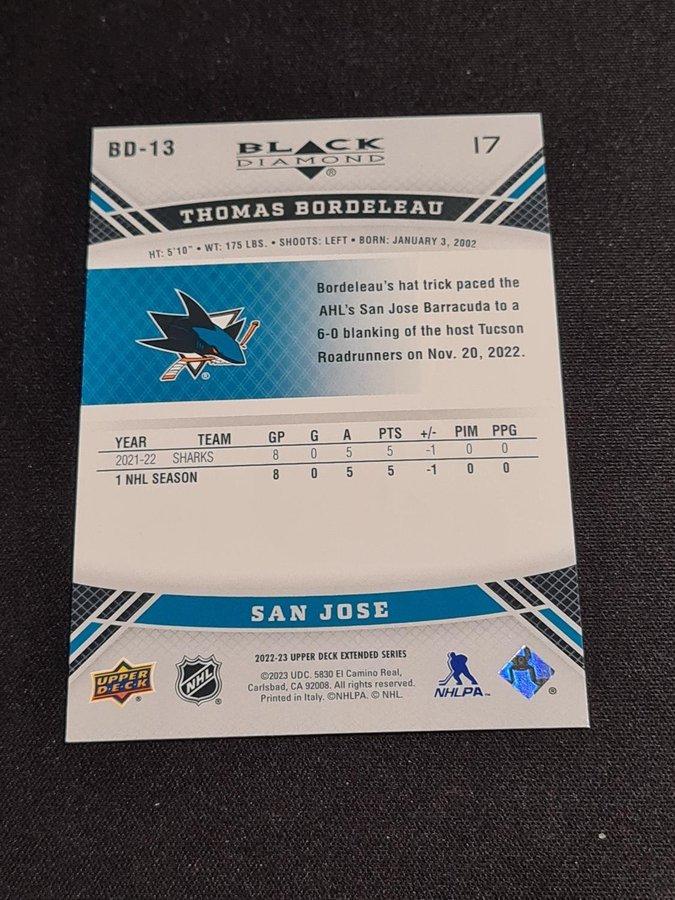 BD-13
BLACK
DIAMOND
®
17
THOMAS BORDELEAU
HT: 5'10" • WT: 175 LBS. • SHOOTS: LEFT • BORN: JANUARY 3, 2002
Bordeleau's hat trick paced the
AHL's San Jose Barracuda to a
6-0 blanking of the host Tucson
Roadrunners on Nov. 20, 2022.
®
YEAR TEAM GP G A PTS +/- PIM PPG
2021-22 SHARKS 8 0 5 5 -1 0 0
1 NHL SEASON 8 0 5 5 -1 0 0
SAN JOSE
2022-23 UPPER DECK EXTENDED SERIES
©2023 UDC. 5830 El Camino Real,
Carlsbad, CA 92008. All rights reserved.
Printed in Italy. ©NHLPA. © NHL.
UPPER
DECK
®
NHL
®
NHLPA
®